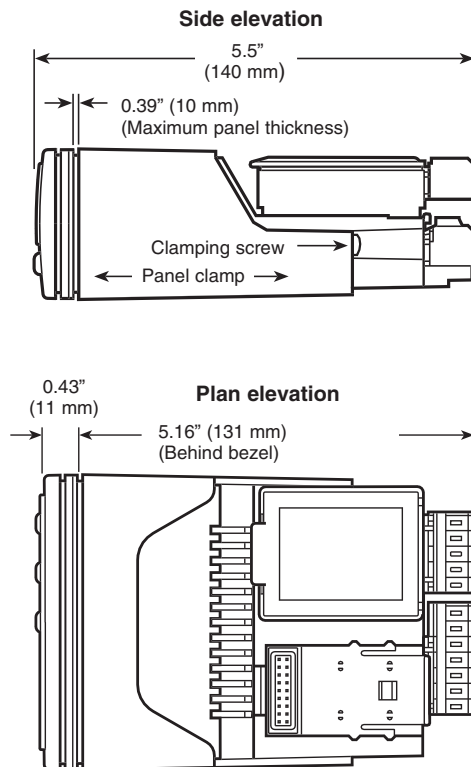 Side elevation
5.5”
(140 mm)
0.39” (10 mm)
(Maximum panel thickness)
Clamping screw
Panel clamp
0.43”
(11 mm)
Plan elevation
5.16” (131 mm)
(Behind bezel)